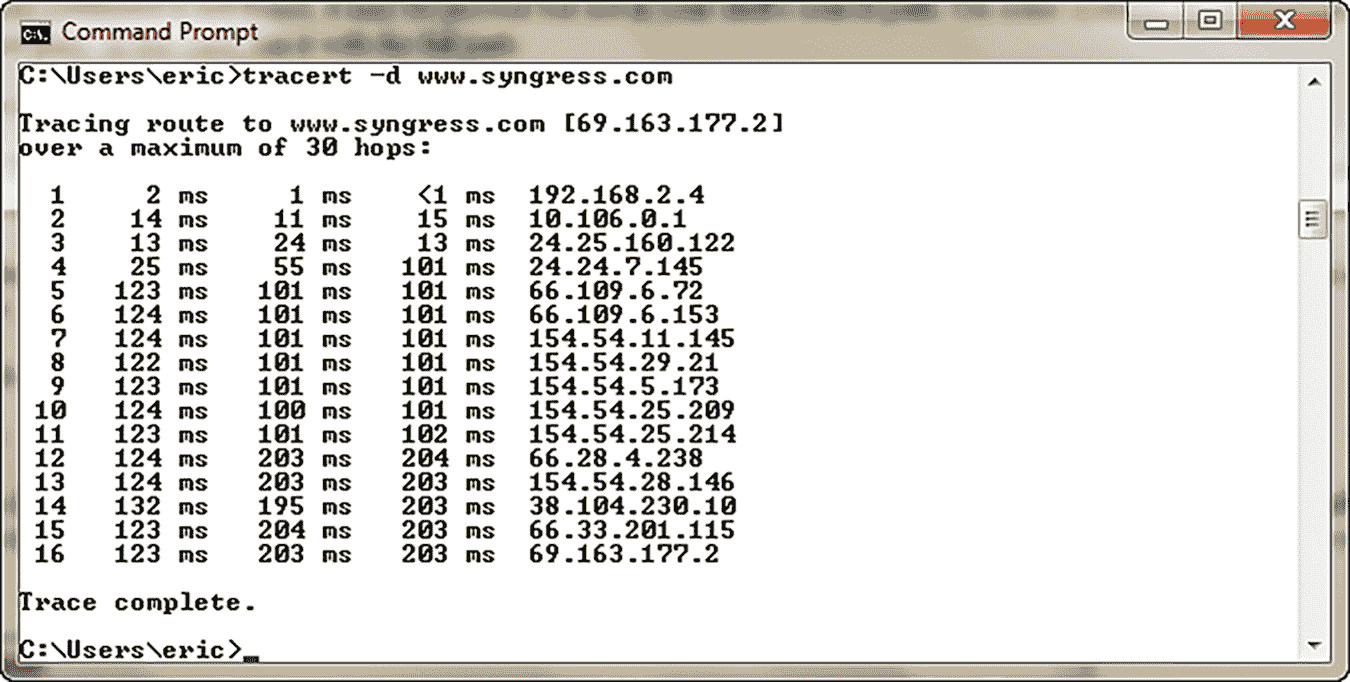 Command Prompt
C:\Users\eric>tracert -d www.syngress.com
Tracing route to www.syngress.com [69.163.177.2]
over a maximum of 30 hops:
1 2 ms 1 ms <1 ms 192.168.2.4
2 14 ms 11 ms 15 ms 10.106.0.1
3 13 ms 24 ms 13 ms 24.25.160.122
4 25 ms 55 ms 101 ms 24.24.7.145
5 123 ms 101 ms 101 ms 66.109.6.72
6 124 ms 101 ms 101 ms 66.109.6.153
7 124 ms 101 ms 101 ms 154.54.11.145
8 122 ms 101 ms 101 ms 154.54.29.21
9 123 ms 101 ms 101 ms 154.54.5.173
10 124 ms 100 ms 101 ms 154.54.25.209
11 123 ms 101 ms 102 ms 154.54.25.214
12 124 ms 203 ms 204 ms 66.28.4.238
13 124 ms 203 ms 203 ms 154.54.28.146
14 132 ms 195 ms 203 ms 38.104.230.10
15 123 ms 204 ms 203 ms 66.33.201.115
16 123 ms 203 ms 203 ms 69.163.177.2
Trace complete.
C:\Users\eric>_